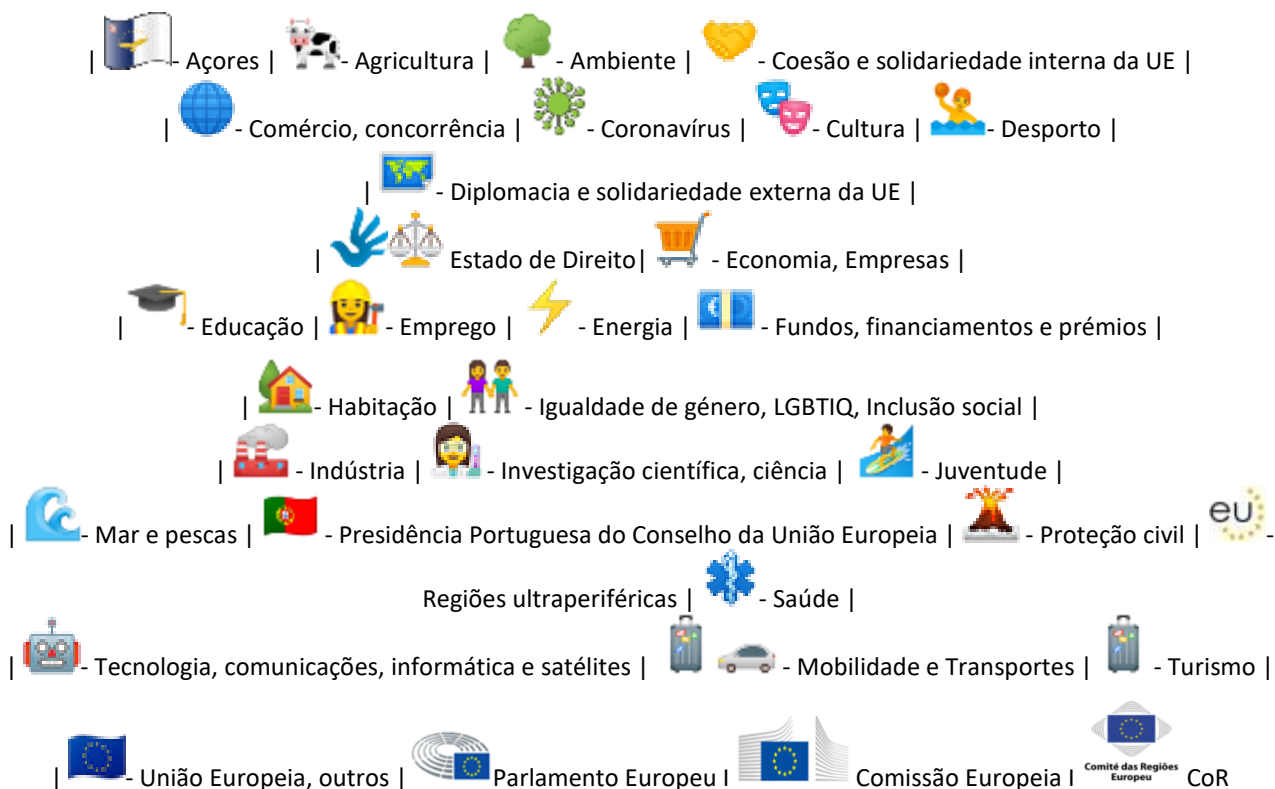 | - Açores | - Agricultura | - Ambiente | - Coesão e solidariedade interna da UE |
| - Comércio, concorrência | - Coronavírus | - Cultura | - Desporto |
| - Diplomacia e solidariedade externa da UE |
| Estado de Direito| - Economia, Empresas |
| - Educação | - Emprego | - Energia | - Fundos, financiamentos e prémios |
| - Habitação | - Igualdade de género, LGBTIQ, Inclusão social |
| - Indústria | - Investigação científica, ciência | - Juventude |
| - Mar e pescas | - Presidência Portuguesa do Conselho da União Europeia | - Proteção civil | eu -
Regiões ultraperiféricas | - Saúde |
| - Tecnologia, comunicações, informática e satélites | - Mobilidade e Transportes | - Turismo |
| - União Europeia, outros | Parlamento Europeu I Comissão Europeia I Comité das Regiões Europeu CoR